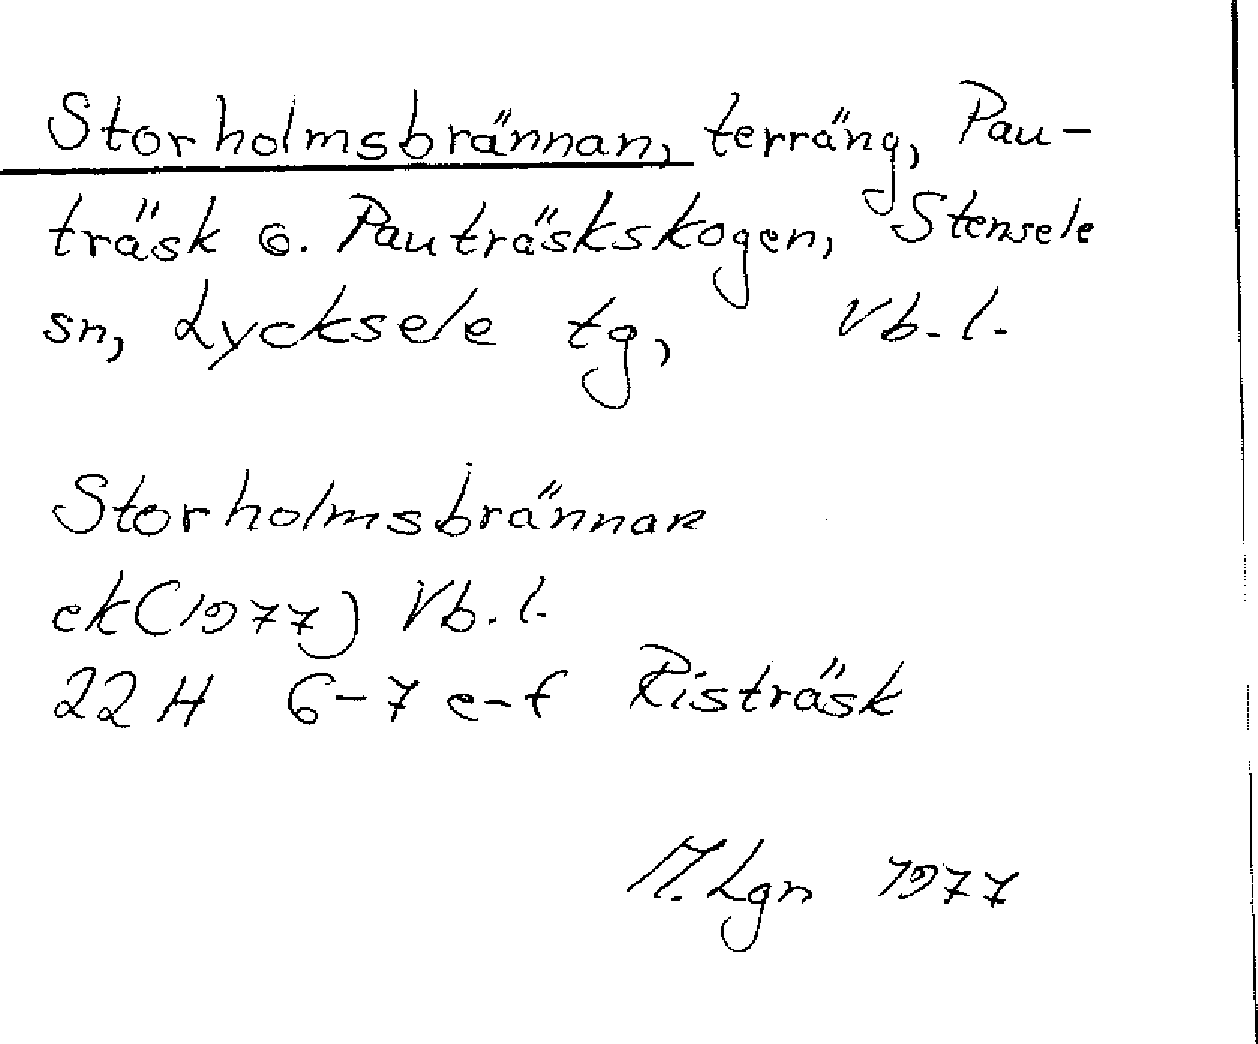 Storholmsbrännan, terräng, Pau-
träsk o. Pauträskskogen, Stensele
sn, Lycksele tg, Vb. l.
Storholmsbrännan
ek (1977) Vb. l.
22 H 6-7 e-f Risträsk
M. Lgn 1977